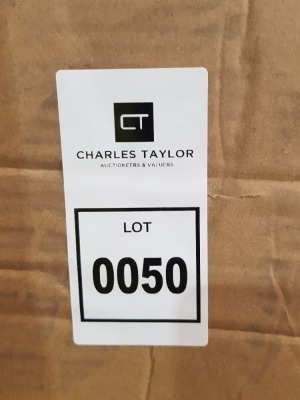 CT
CHARLES TAYLOR
AUCTIONEERS & VALUERS
LOT
0050